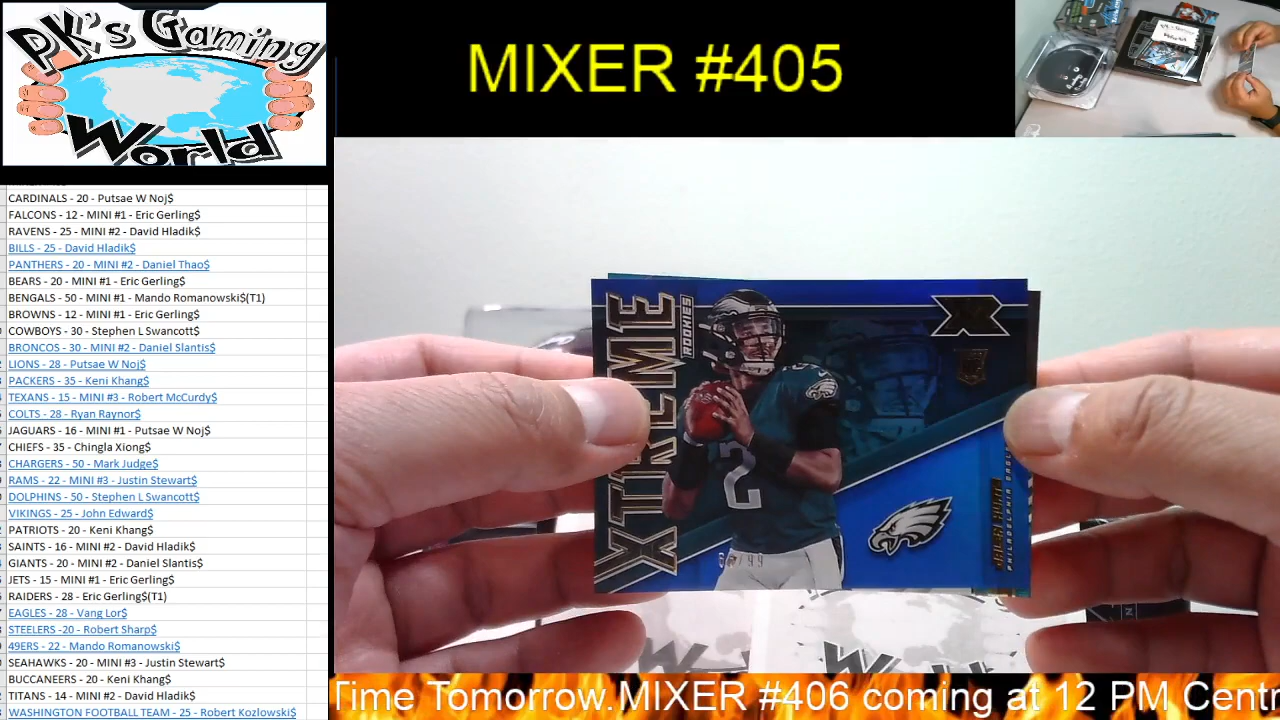 PK's Gaming
World
MIXER #405
CARDINALS - 20 - Putsae W Noj$
FALCONS - 12 - MINI #1 - Eric Gerling$
RAVENS - 25 - MINI #2 - David Hladik$
BILLS - 25 - David Hladik$
PANTHERS - 20 - MINI #2 - Daniel Thao$
BEARS - 20 - MINI #1 - Eric Gerling$
BENGALS - 50 - MINI #1 - Mando Romanowski$(T1)
BROWNS - 12 - MINI #1 - Eric Gerling$
COWBOYS - 30 - Stephen L Swancott$
BRONCOS - 30 - MINI #2 - Daniel Slantis$
LIONS - 28 - Putsae W Noj$
PACKERS - 35 - Keni Khang$
TEXANS - 15 - MINI #3 - Robert McCurdy$
COLTS - 28 - Ryan Raynor$
JAGUARS - 16 - MINI #1 - Putsae W Noj$
CHIEFS - 35 - Chingla Xiong$
CHARGERS - 50 - Mark Judge$
RAMS - 22 - MINI #3 - Justin Stewart$
DOLPHINS - 50 - Stephen L Swancott$
VIKINGS - 25 - John Edward$
PATRIOTS - 20 - Keni Khang$
SAINTS - 16 - MINI #2 - David Hladik$
GIANTS - 20 - MINI #2 - Daniel Slantis$
JETS - 15 - MINI #1 - Eric Gerling$
RAIDERS - 28 - Eric Gerling$(T1)
EAGLES - 28 - Vang Lor$
STEELERS -20 - Robert Sharp$
49ERS - 22 - Mando Romanowski$
SEAHAWKS - 20 - MINI #3 - Justin Stewart$
BUCCANEERS - 20 - Keni Khang$
TITANS - 14 - MINI #2 - David Hladik$
WASHINGTON FOOTBALL TEAM - 25 - Robert Kozlowski$
XTREME
ROOKIES
2
JALEN HURTS
Time Tomorrow.MIXER #406 coming at 12 PM Centr